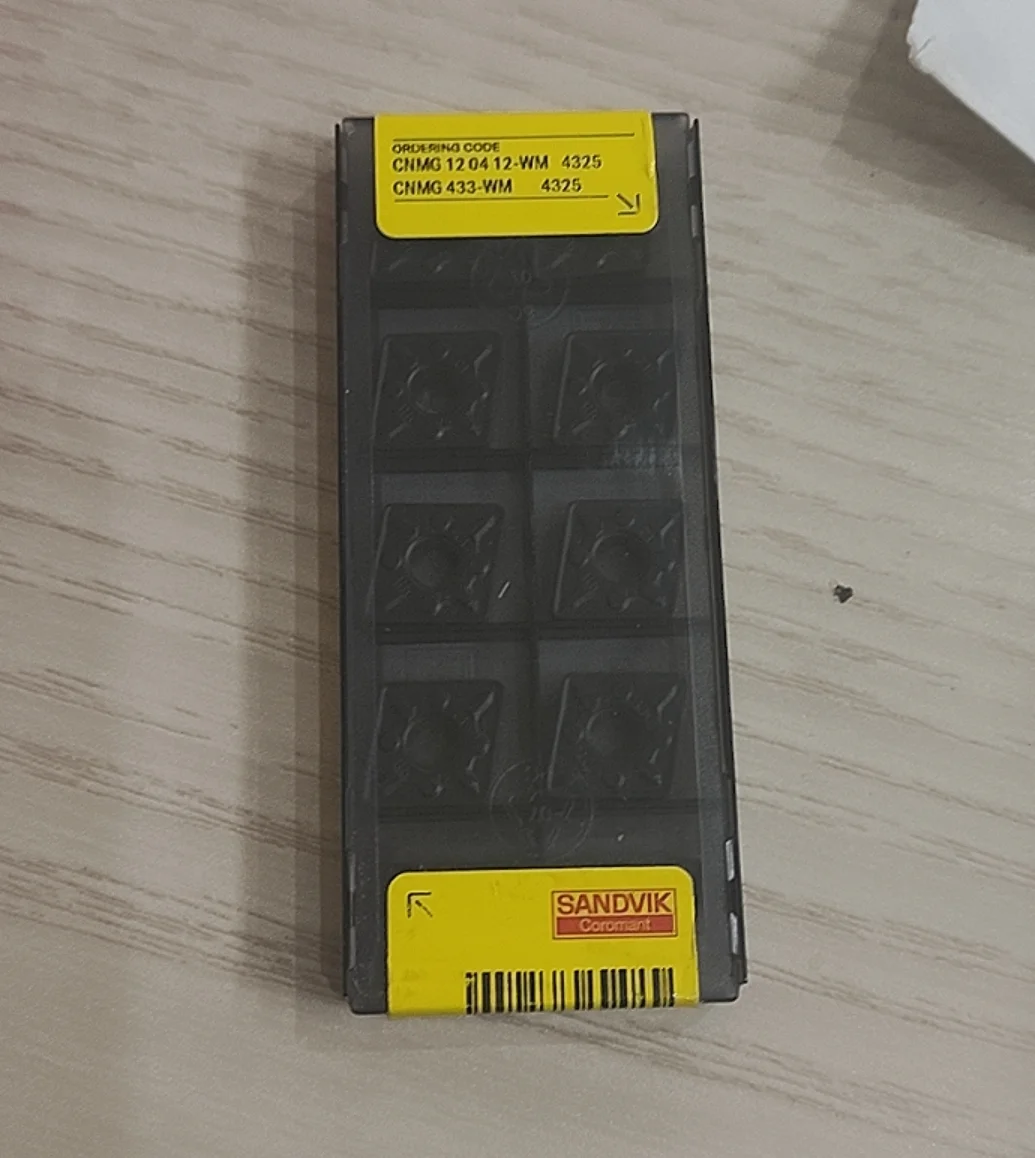 ORDERING CODE
CNMG 12 04 12-WM 4325
CNMG 433-WM 4325
SANDVIK
Coromant